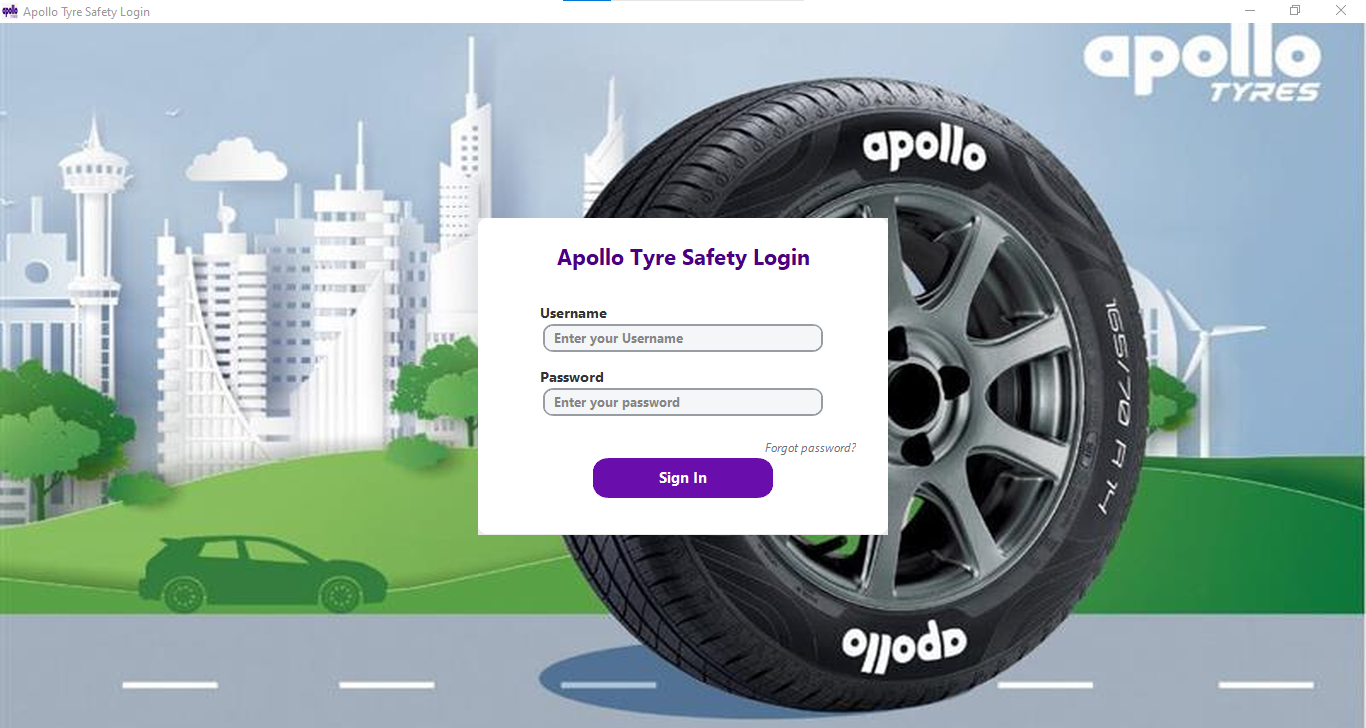 Apollo Tyre Safety Login
apollo
TYRES
apollo
Apollo Tyre Safety Login
Username
Enter your Username
Password
Enter your password
Forgot password?
Sign In
165/70 R 14
apollo